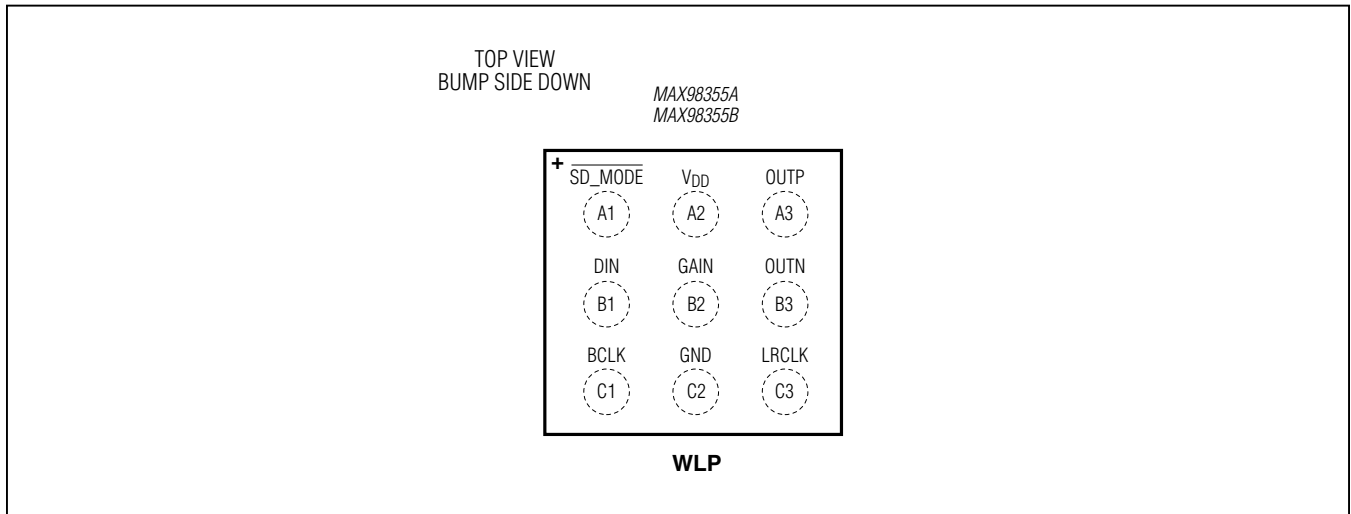 TOP VIEW
BUMP SIDE DOWN
MAX98355A
MAX98355B
+ SD_MODE VDD OUTP
A1 A2 A3
DIN GAIN OUTN
B1 B2 B3
BCLK GND LRCLK
C1 C2 C3
WLP